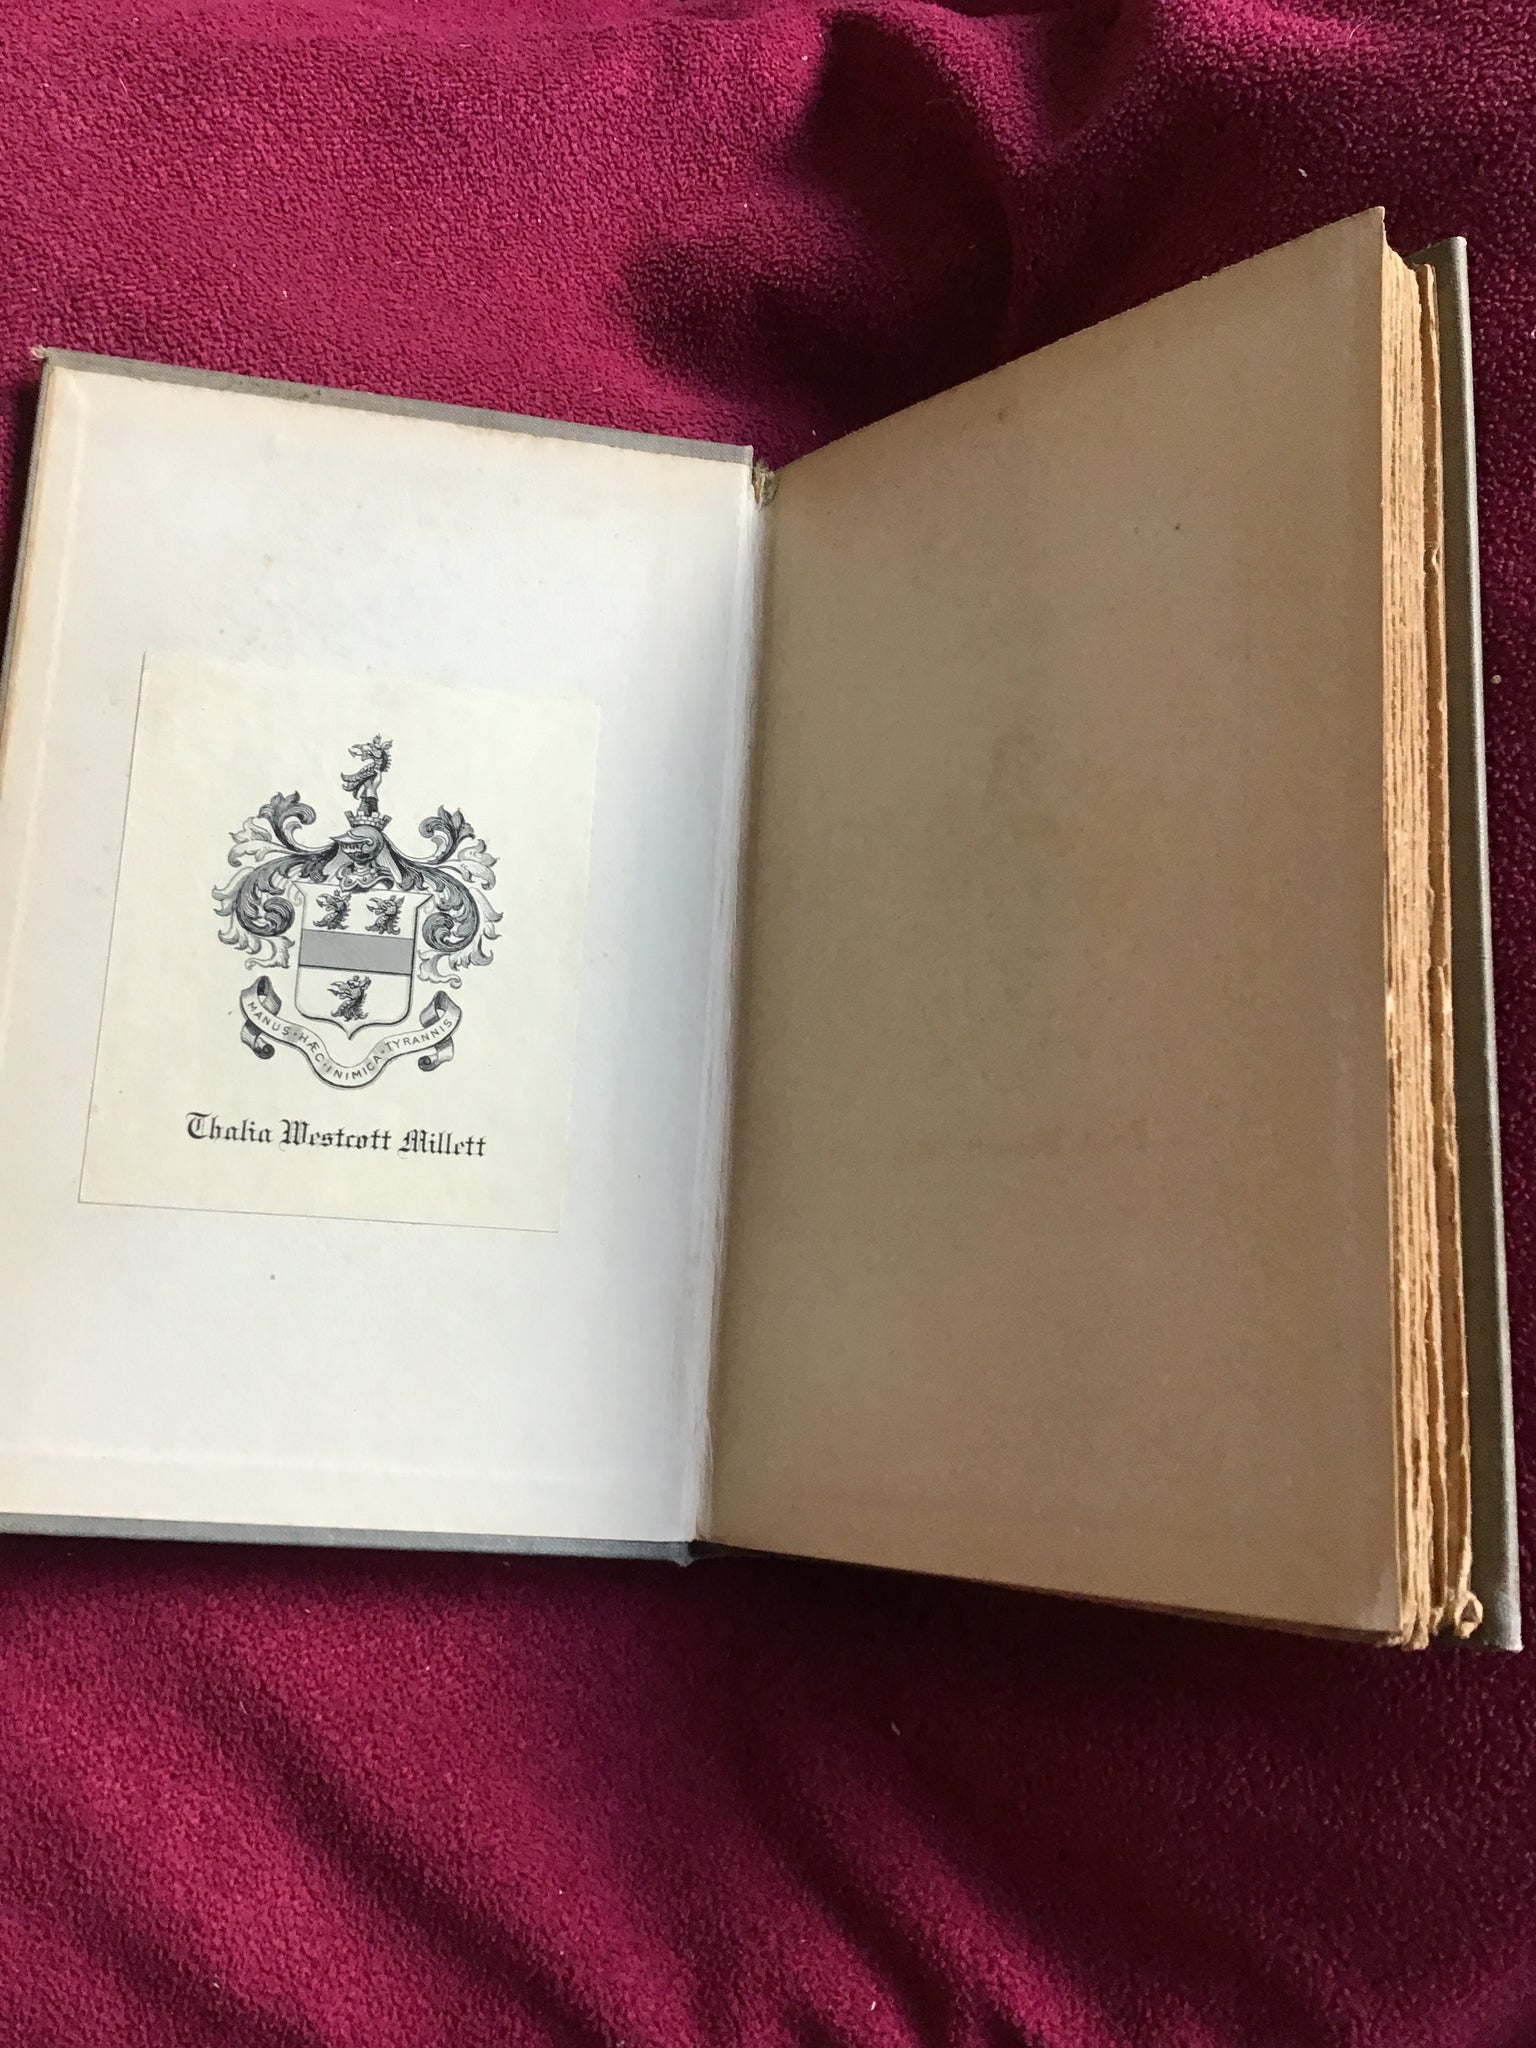 MANUS · HÆC · INIMICA · TYRANNIS
Thalia Westcott Millett